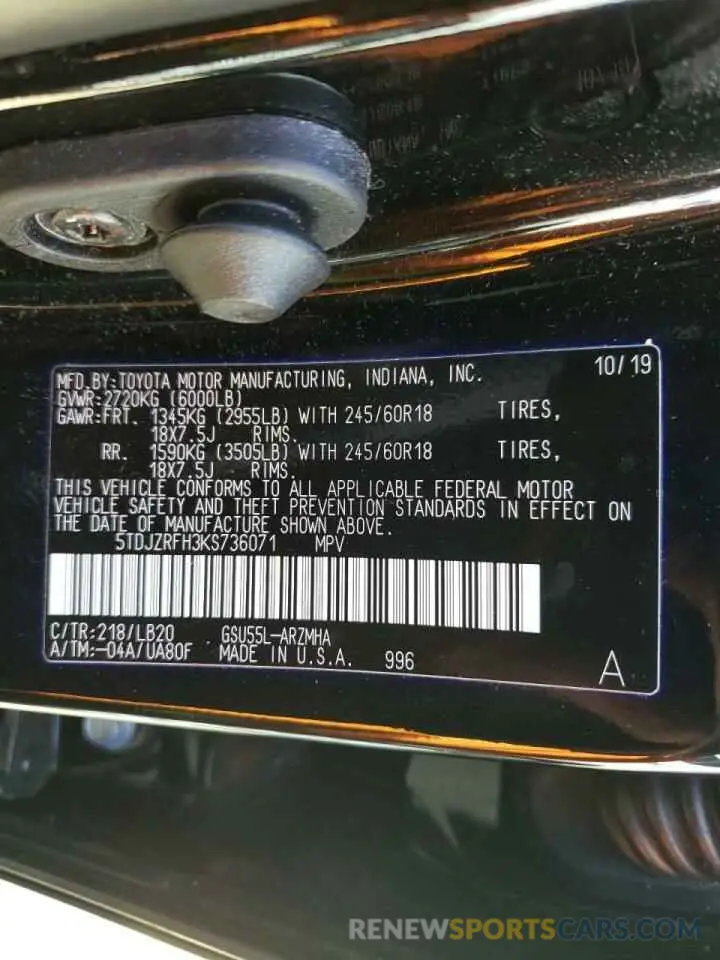 MFD.BY:TOYOTA MOTOR MANUFACTURING, INDIANA, INC. 10/19
GVWR:2720KG (6000LB)
GAWR:FRT. 1345KG (2955LB) WITH 245/60R18 TIRES,
18X7.5J RIMS.
RR. 1590KG (3505LB) WITH 245/60R18 TIRES,
18X7.5J RIMS.
THIS VEHICLE CONFORMS TO ALL APPLICABLE FEDERAL MOTOR
VEHICLE SAFETY AND THEFT PREVENTION STANDARDS IN EFFECT ON
THE DATE OF MANUFACTURE SHOWN ABOVE.
5TDJZRFH3KS736071 MPV
C/TR:218/LB20 GSU55L-ARZMHA
A/TM:-04A/UA80F MADE IN U.S.A. 996 A
RENEWSPORTSCARS.COM